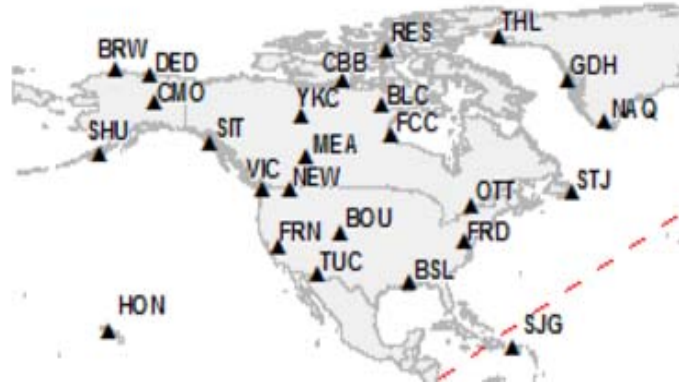 THL
RES
BRW
DED
CBB
GDH
CMO
YKC
BLC
NAQ
FCC
SHU
SIT
MEA
VIC
NEW
STJ
OTT
BOU
FRN
FRD
TUC
BSL
HON
SJG